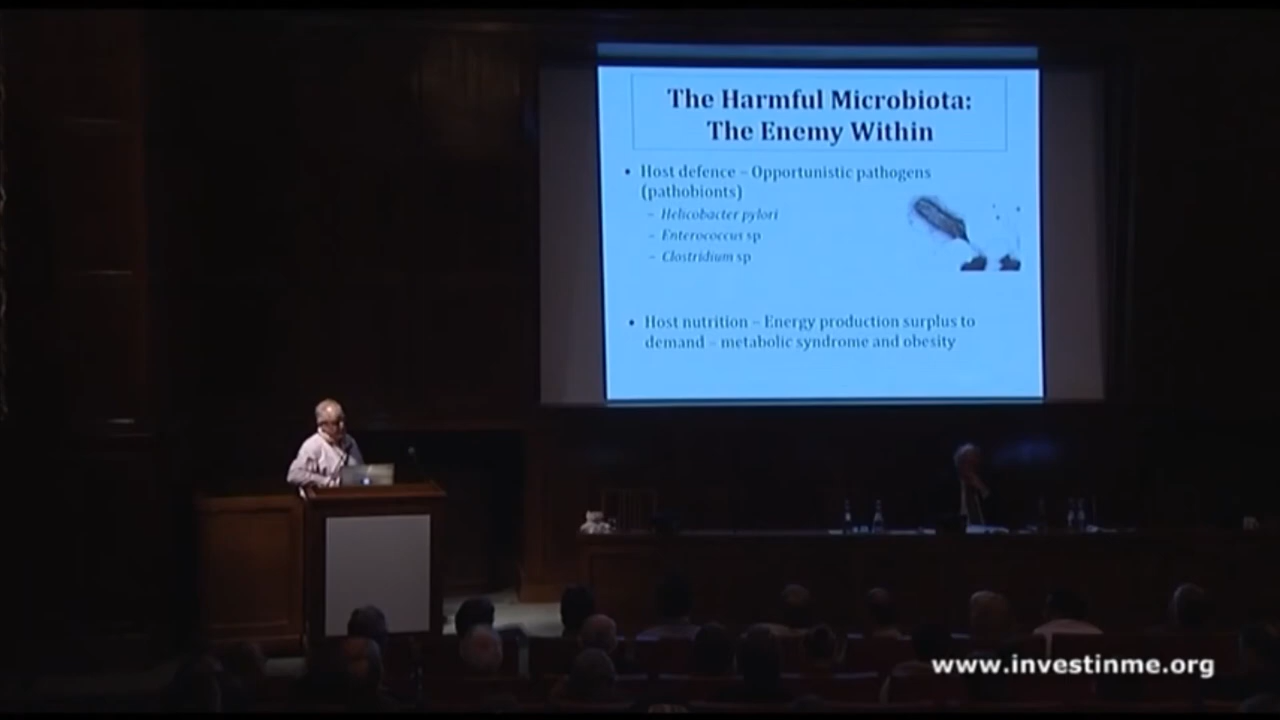 The Harmful Microbiota:
The Enemy Within
• Host defence – Opportunistic pathogens
(pathobionts)
– Helicobacter pylori
– Enterococcus sp
– Clostridium sp
• Host nutrition – Energy production surplus to
demand – metabolic syndrome and obesity
www.investinme.org